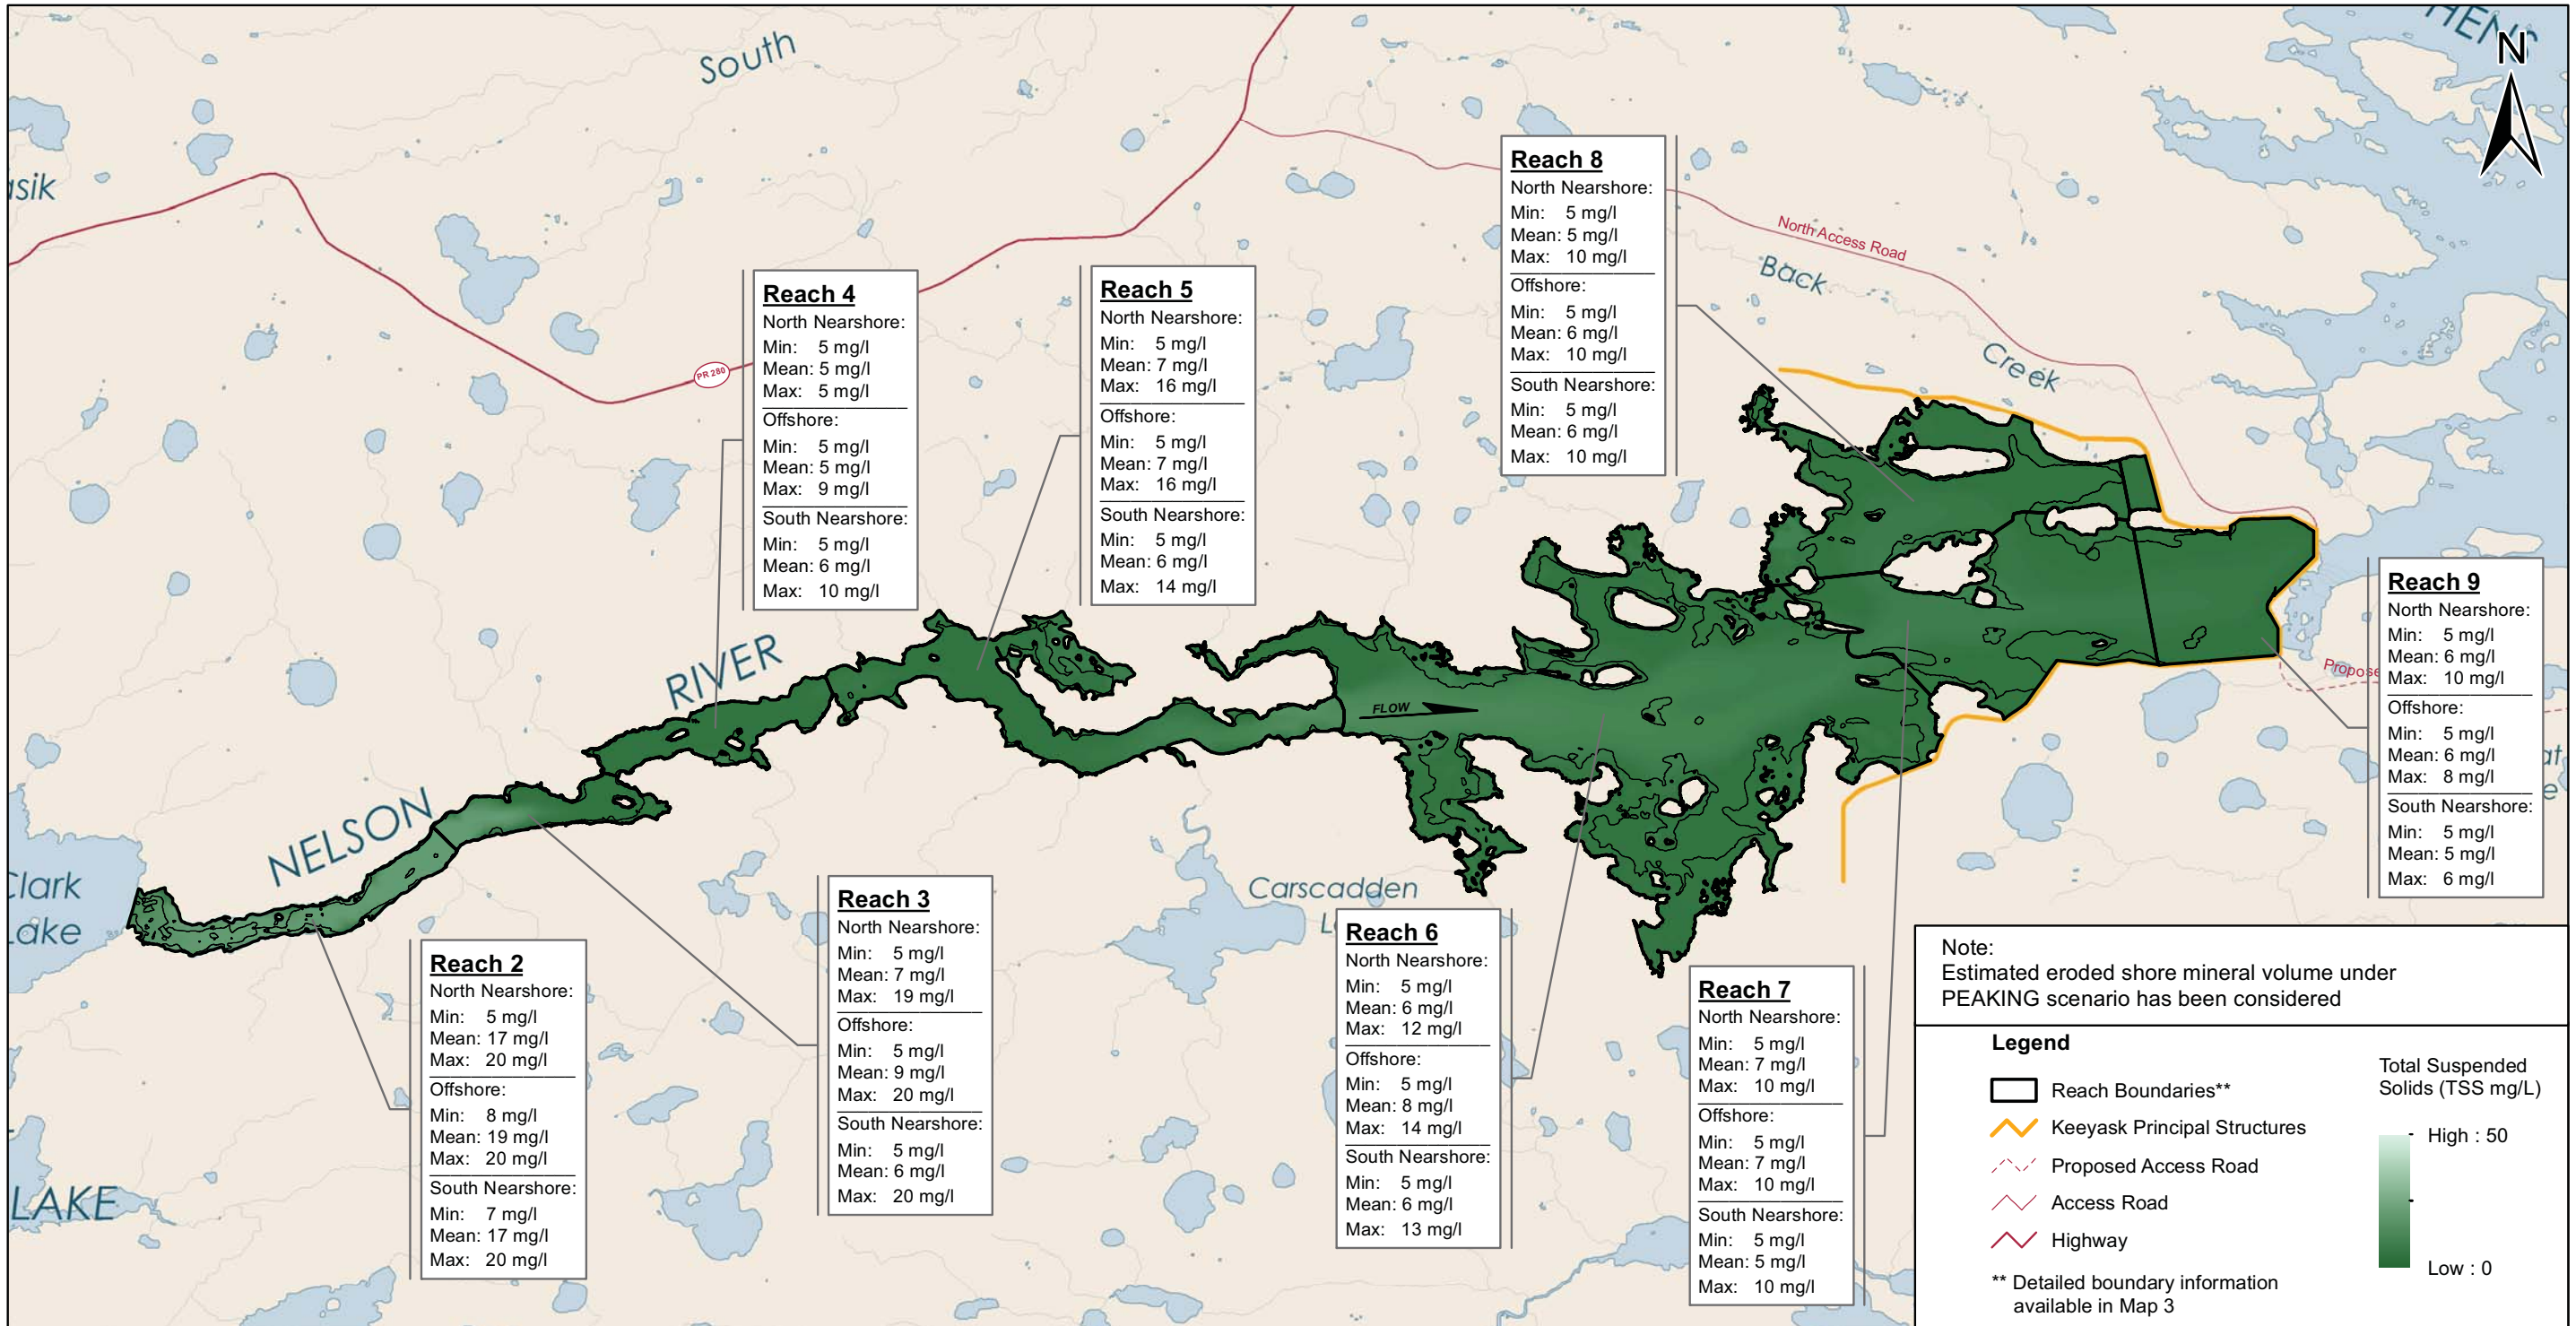 South
HENS
N
asik
PR 280
North Access Road
Back
Creek
Reach 8
North Nearshore:
Min: 5 mg/l
Mean: 5 mg/l
Max: 10 mg/l
Offshore:
Min: 5 mg/l
Mean: 6 mg/l
Max: 10 mg/l
South Nearshore:
Min: 5 mg/l
Mean: 6 mg/l
Max: 10 mg/l
Reach 4
North Nearshore:
Min: 5 mg/l
Mean: 5 mg/l
Max: 5 mg/l
Offshore:
Min: 5 mg/l
Mean: 5 mg/l
Max: 9 mg/l
South Nearshore:
Min: 5 mg/l
Mean: 6 mg/l
Max: 10 mg/l
Reach 5
North Nearshore:
Min: 5 mg/l
Mean: 7 mg/l
Max: 16 mg/l
Offshore:
Min: 5 mg/l
Mean: 7 mg/l
Max: 16 mg/l
South Nearshore:
Min: 5 mg/l
Mean: 6 mg/l
Max: 14 mg/l
Reach 9
North Nearshore:
Min: 5 mg/l
Mean: 6 mg/l
Max: 10 mg/l
Offshore:
Min: 5 mg/l
Mean: 6 mg/l
Max: 8 mg/l
South Nearshore:
Min: 5 mg/l
Mean: 5 mg/l
Max: 6 mg/l
Propose
NELSON RIVER
FLOW
Clark
Lake
LAKE
Carscadden
L
Reach 2
North Nearshore:
Min: 5 mg/l
Mean: 17 mg/l
Max: 20 mg/l
Offshore:
Min: 8 mg/l
Mean: 19 mg/l
Max: 20 mg/l
South Nearshore:
Min: 7 mg/l
Mean: 17 mg/l
Max: 20 mg/l
Reach 3
North Nearshore:
Min: 5 mg/l
Mean: 7 mg/l
Max: 19 mg/l
Offshore:
Min: 5 mg/l
Mean: 9 mg/l
Max: 20 mg/l
South Nearshore:
Min: 5 mg/l
Mean: 6 mg/l
Max: 20 mg/l
Reach 6
North Nearshore:
Min: 5 mg/l
Mean: 6 mg/l
Max: 12 mg/l
Offshore:
Min: 5 mg/l
Mean: 8 mg/l
Max: 14 mg/l
South Nearshore:
Min: 5 mg/l
Mean: 6 mg/l
Max: 13 mg/l
Reach 7
North Nearshore:
Min: 5 mg/l
Mean: 7 mg/l
Max: 10 mg/l
Offshore:
Min: 5 mg/l
Mean: 7 mg/l
Max: 10 mg/l
South Nearshore:
Min: 5 mg/l
Mean: 5 mg/l
Max: 10 mg/l
Note:
Estimated eroded shore mineral volume under
PEAKING scenario has been considered
Legend
Reach Boundaries**
Keeyask Principal Structures
Proposed Access Road
Access Road
Highway
** Detailed boundary information
available in Map 3
Total Suspended
Solids (TSS mg/L)
High : 50
Low : 0